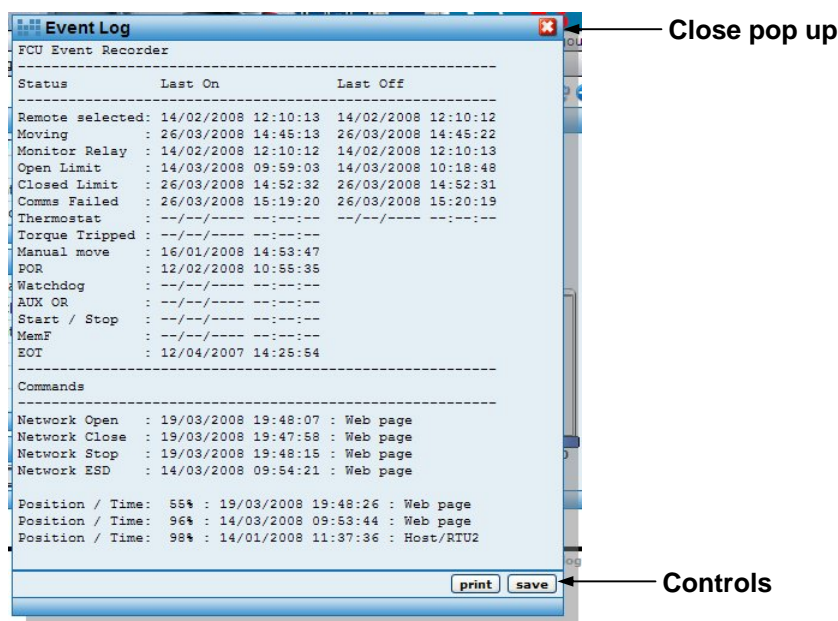 Event Log
Close pop up
FCU Event Recorder
------------------------------------------------------
Status Last On Last Off
------------------------------------------------------
Remote selected: 14/02/2008 12:10:13 14/02/2008 12:10:12
Moving : 26/03/2008 14:45:13 26/03/2008 14:45:22
Monitor Relay : 14/02/2008 12:10:12 14/02/2008 12:10:13
Open Limit : 14/03/2008 09:59:03 14/03/2008 10:18:48
Closed Limit : 26/03/2008 14:52:32 26/03/2008 14:52:31
Comms Failed : 26/03/2008 15:19:20 26/03/2008 15:20:19
Thermostat : --/--/---- --:--:-- --/--/---- --:--:--
Torque Tripped : --/--/---- --:--:--
Manual move : 16/01/2008 14:53:47
POR : 12/02/2008 10:55:35
Watchdog : --/--/---- --:--:--
AUX OR : --/--/---- --:--:--
Start / Stop : --/--/---- --:--:--
MemF : --/--/---- --:--:--
EOT : 12/04/2007 14:25:54
------------------------------------------------------
Commands
------------------------------------------------------
Network Open : 19/03/2008 19:48:07 : Web page
Network Close : 19/03/2008 19:47:58 : Web page
Network Stop : 19/03/2008 19:48:15 : Web page
Network ESD : 14/03/2008 09:54:21 : Web page
Position / Time: 55% : 19/03/2008 19:48:26 : Web page
Position / Time: 96% : 14/03/2008 09:53:44 : Web page
Position / Time: 98% : 14/01/2008 11:37:36 : Host/RTU2
print save
Controls